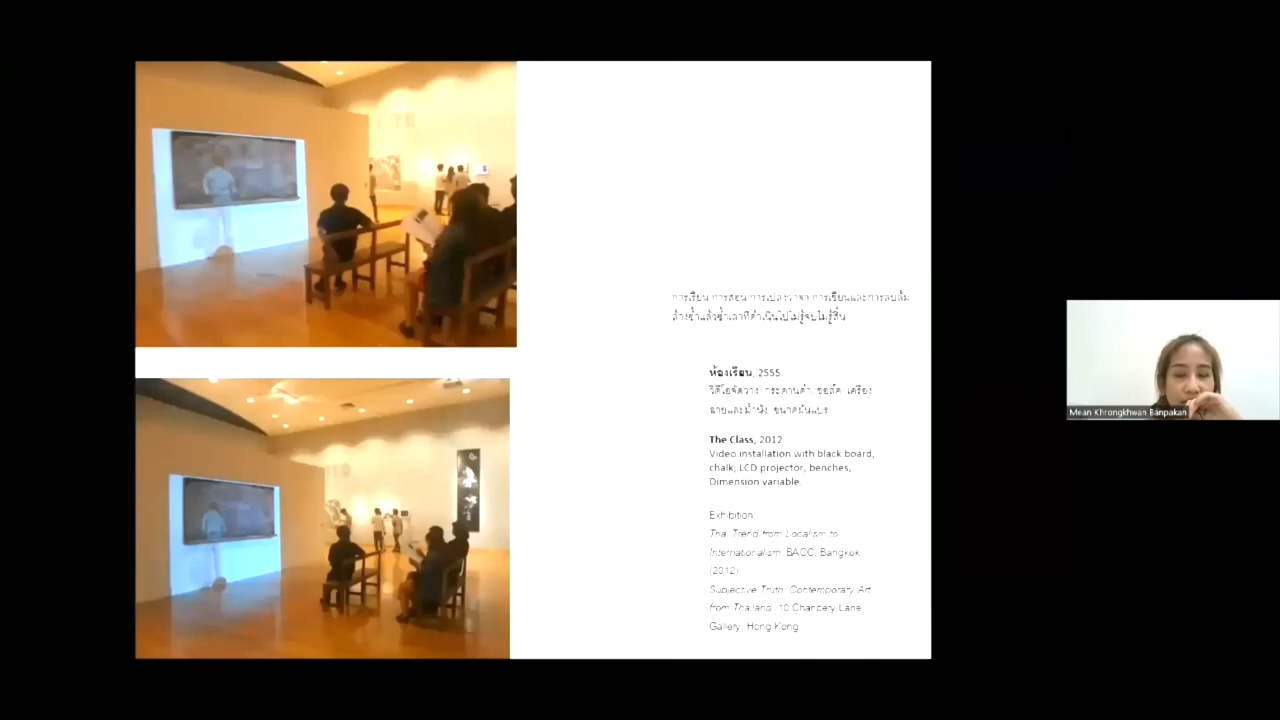 การเรียน การสอน การเปล่งวาจา การเขียนและการลบล้ม
ล้างซ้ำแล้วซ้ำเล่าที่ดำเนินไปไม่รู้จบไม่รู้สิ้น
ห้องเรียน, 2555
วิดีโอจัดวาง กระดานดำ, ชอล์ค เครื่อง
ฉายและม้านั่ง ขนาดผันแปร
The Class, 2012
Video installation with black board,
chalk, LCD projector, benches,
Dimension variable.
Exhibition:
Thai Trend from Localism to
Internationalism, BACC, Bangkok
(2012)
Subjective Truth: Contemporary Art
from Thailand, 10 Chancery Lane
Gallery, Hong Kong
Mean Khrongkhwan Banpakan